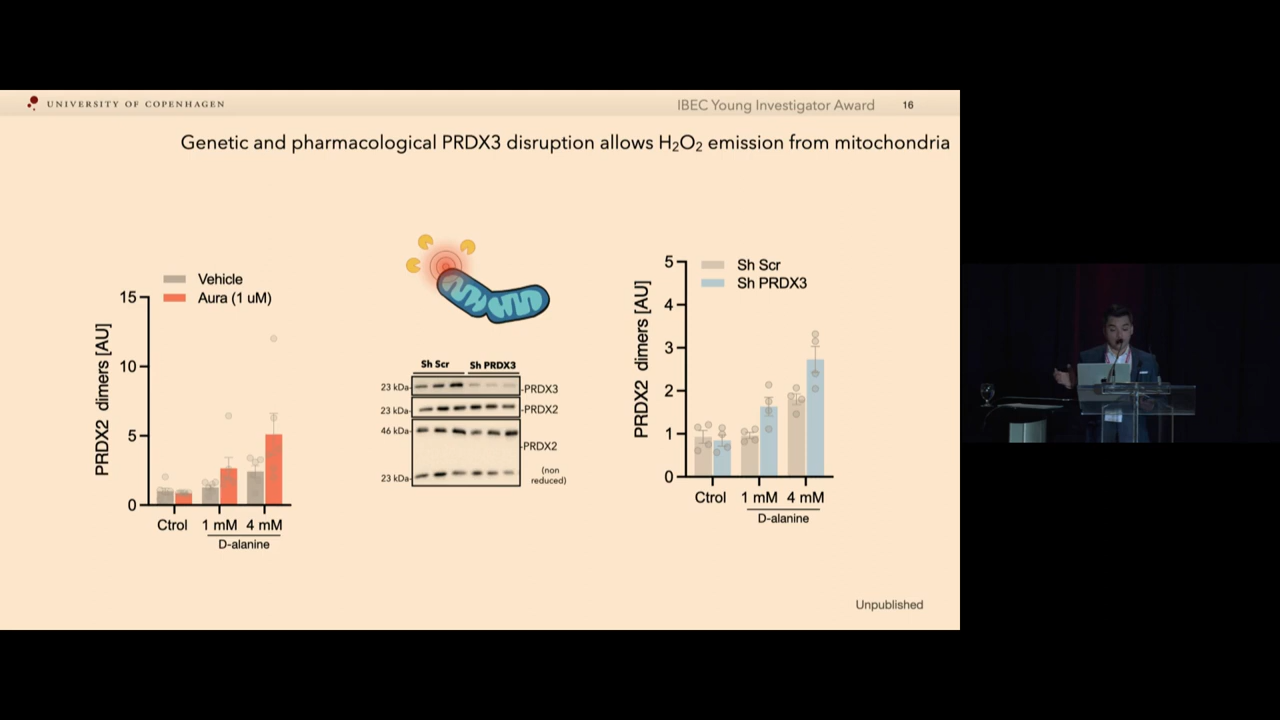 UNIVERSITY OF COPENHAGEN
IBEC Young Investigator Award 16
Genetic and pharmacological PRDX3 disruption allows H₂O₂ emission from mitochondria
Vehicle
Aura (1 uM)
15
10
5
0
PRDX2 dimers [AU]
Ctrol 1 mM 4 mM
D-alanine
Sh Scr Sh PRDX3
23 kDa PRDX3
23 kDa PRDX2
46 kDa
PRDX2
(non
reduced)
23 kDa
Sh Scr
Sh PRDX3
5
4
3
2
1
0
PRDX2 dimers [AU]
Ctrol 1 mM 4 mM
D-alanine
Unpublished